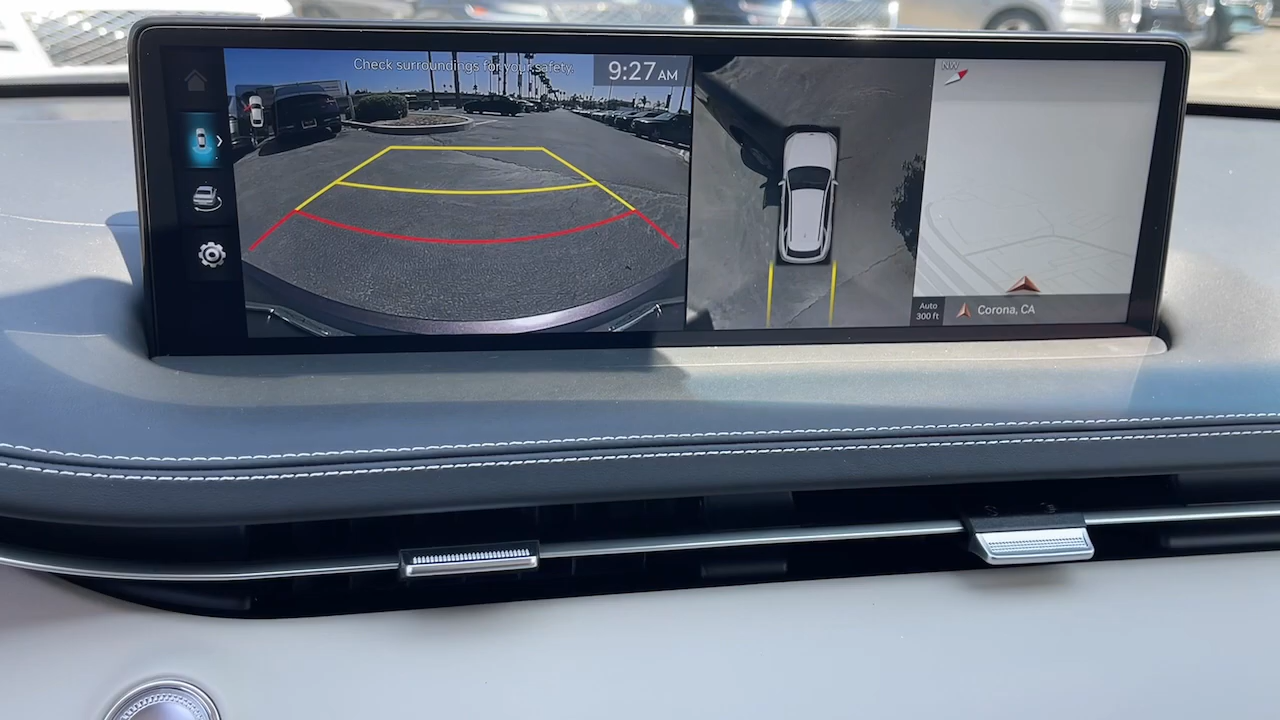 Check surroundings for your safety.
9:27 AM
NW
Auto
300 ft
Corona, CA